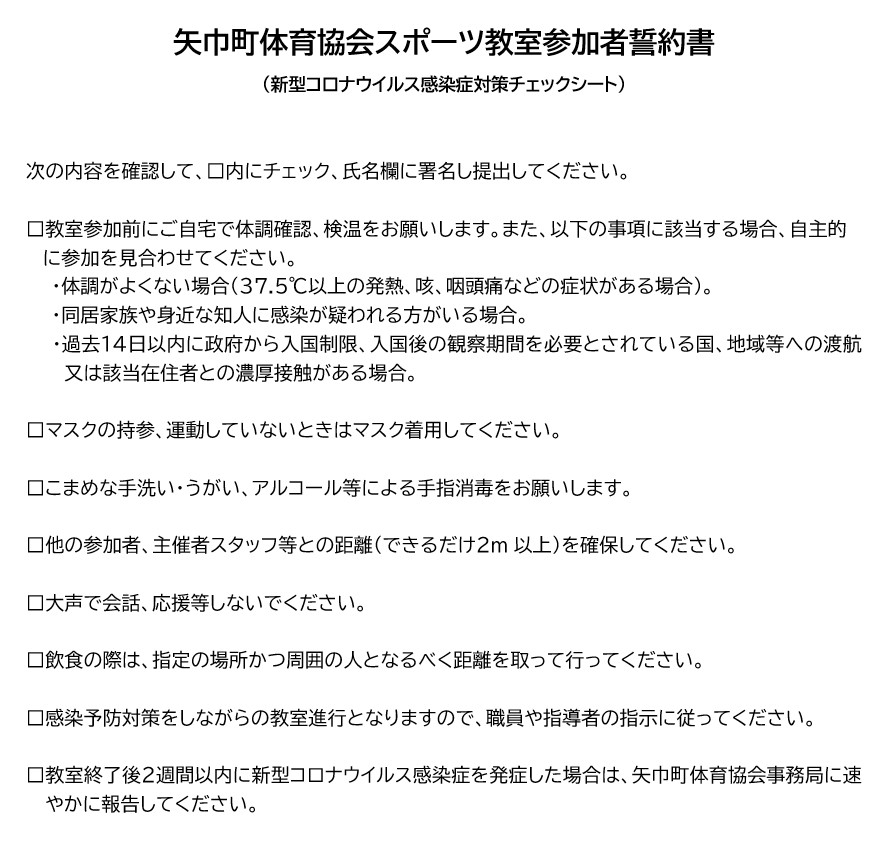 矢巾町体育協会スポーツ教室参加者誓約書
（新型コロナウイルス感染症対策チェックシート）
次の内容を確認して、□内にチェック、氏名欄に署名し提出してください。
□教室参加前にご自宅で体調確認、検温をお願いします。また、以下の事項に該当する場合、自主的
に参加を見合わせてください。
・体調がよくない場合（37.5℃以上の発熱、咳、咽頭痛などの症状がある場合）。
・同居家族や身近な知人に感染が疑われる方がいる場合。
・過去14日以内に政府から入国制限、入国後の観察期間を必要とされている国、地域等への渡航
又は該当在住者との濃厚接触がある場合。
□マスクの持参、運動していないときはマスク着用してください。
□こまめな手洗い・うがい、アルコール等による手指消毒をお願いします。
□他の参加者、主催者スタッフ等との距離（できるだけ2m 以上）を確保してください。
□大声で会話、応援等しないでください。
□飲食の際は、指定の場所かつ周囲の人となるべく距離を取って行ってください。
□感染予防対策をしながらの教室進行となりますので、職員や指導者の指示に従ってください。
□教室終了後2週間以内に新型コロナウイルス感染症を発症した場合は、矢巾町体育協会事務局に速
やかに報告してください。